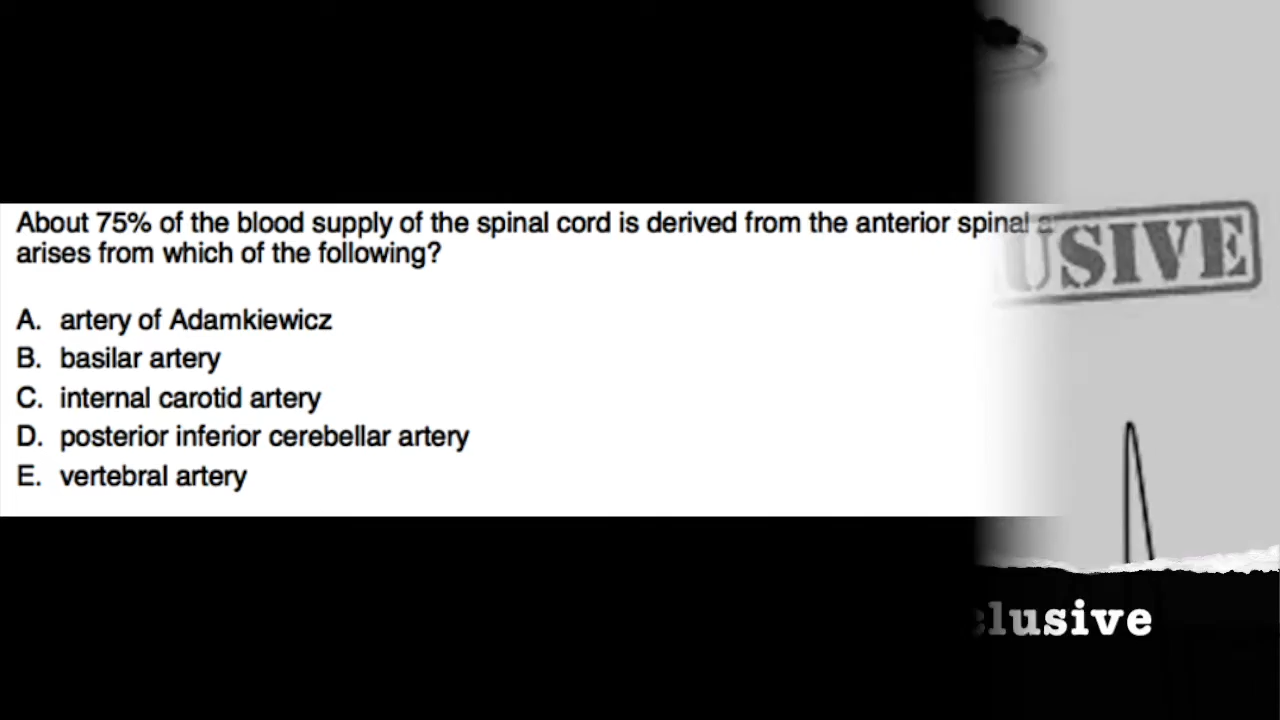 About 75% of the blood supply of the spinal cord is derived from the anterior spinal
USIVE
arises from which of the following?
A. artery of Adamkiewicz
B. basilar artery
C. internal carotid artery
D. posterior inferior cerebellar artery
E. vertebral artery
clusive